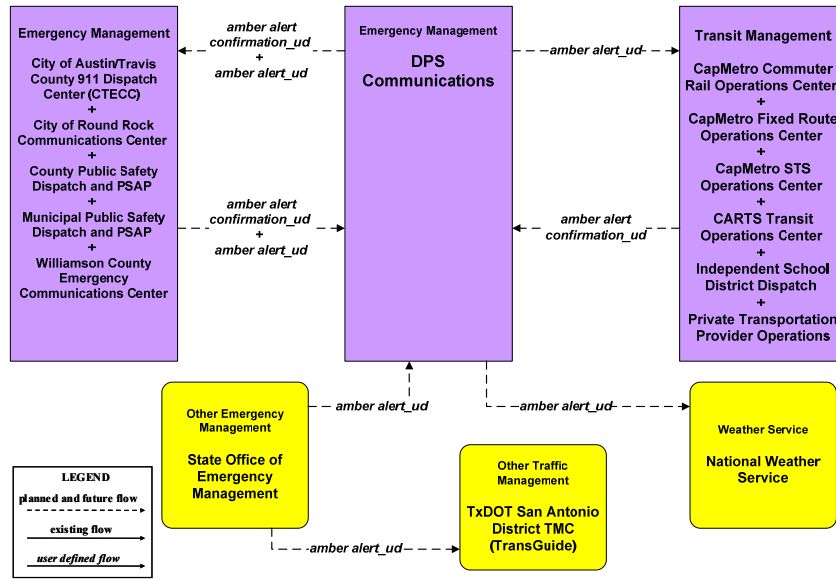 Emergency Management
City of Austin/Travis
County 911 Dispatch
Center (CTECC)
+
City of Round Rock
Communications Center
+
County Public Safety
Dispatch and PSAP
+
Municipal Public Safety
Dispatch and PSAP
+
Williamson County
Emergency
Communications Center
amber alert
confirmation_ud
+
amber alert_ud
amber alert
confirmation_ud
+
amber alert_ud
Emergency Management
DPS
Communications
amber alert_ud
amber alert
confirmation_ud
Transit Management
CapMetro Commuter
Rail Operations Center
+
CapMetro Fixed Route
Operations Center
+
CapMetro STS
Operations Center
+
CARTS Transit
Operations Center
+
Independent School
District Dispatch
+
Private Transportation
Provider Operations
Other Emergency
Management
State Office of
Emergency
Management
amber alert_ud
amber alert_ud
Other Traffic
Management
TxDOT San Antonio
District TMC
(TransGuide)
amber alert_ud
Weather Service
National Weather
Service
LEGEND
planned and future flow
existing flow
user defined flow